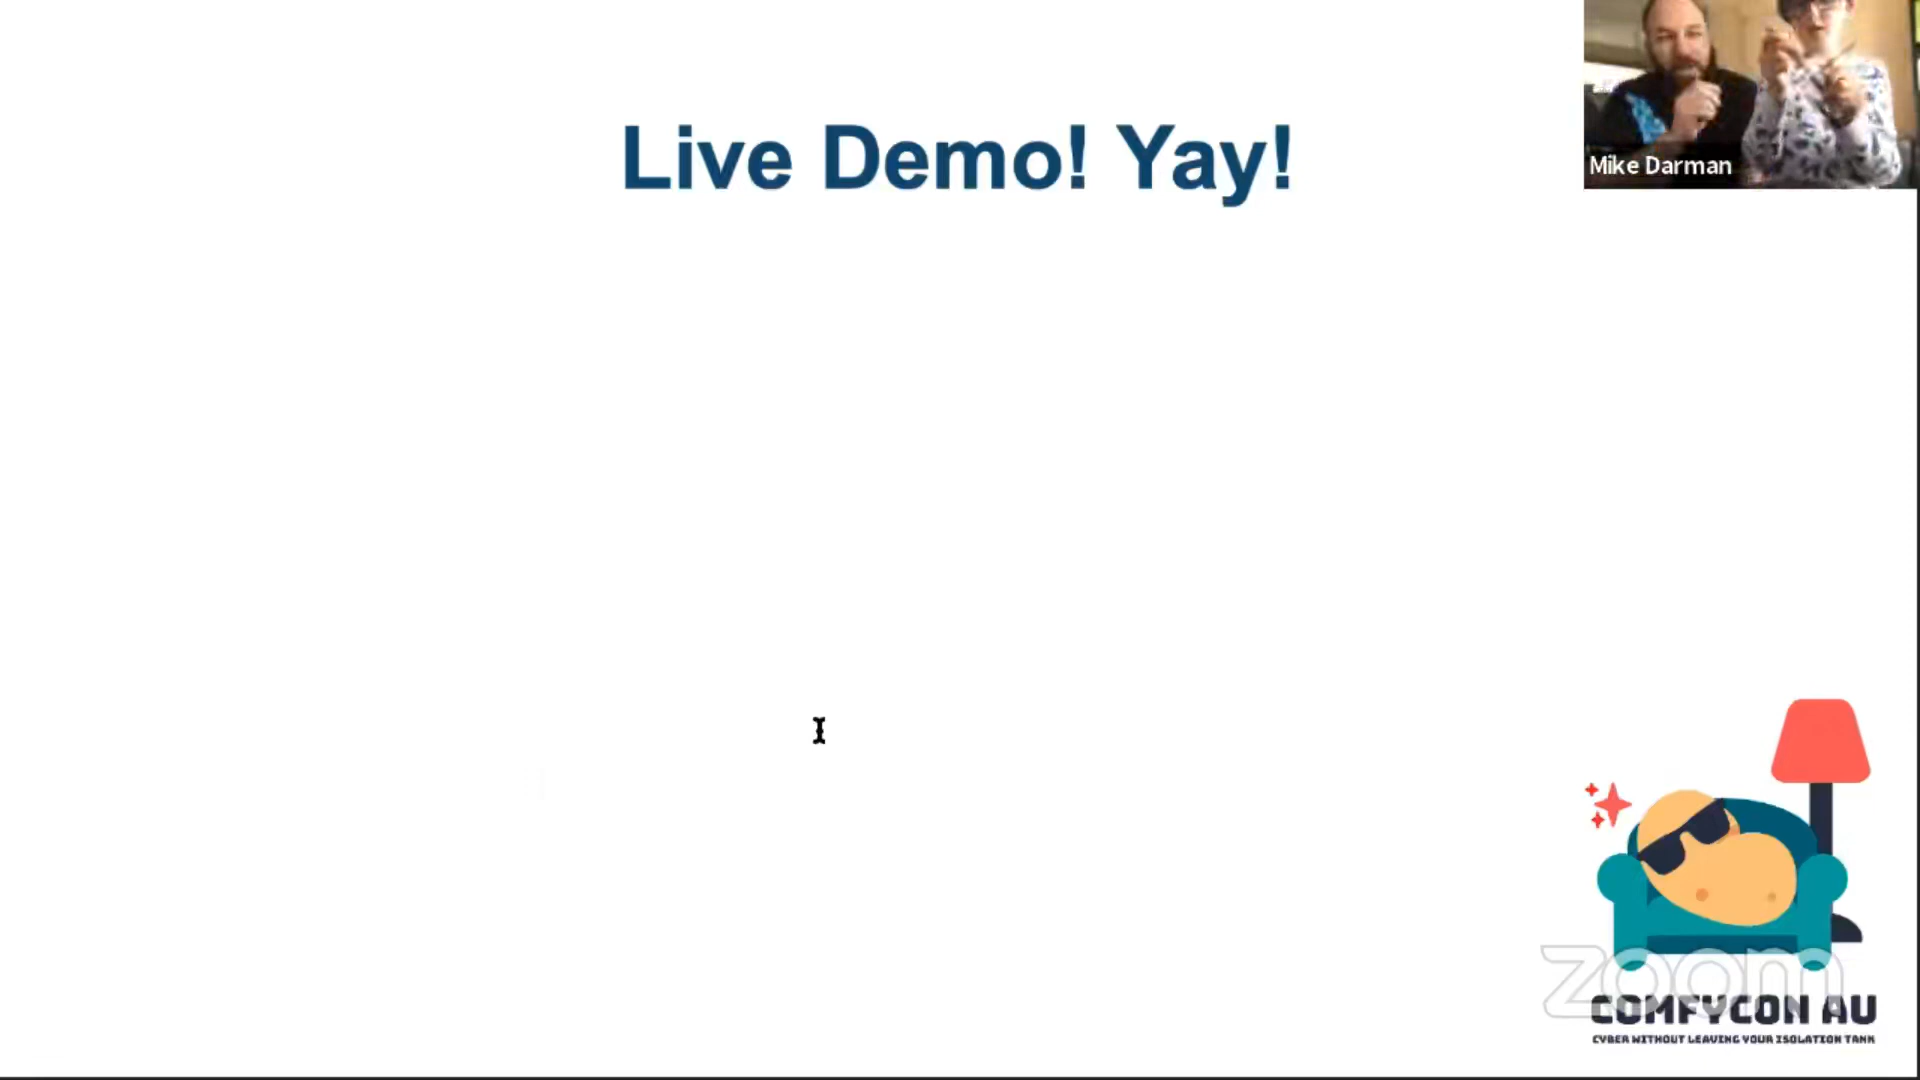 Live Demo! Yay!
Mike Darman
zoom
COMFYCON AU
CYBER WITHOUT LEAVING YOUR ISOLATION TANK